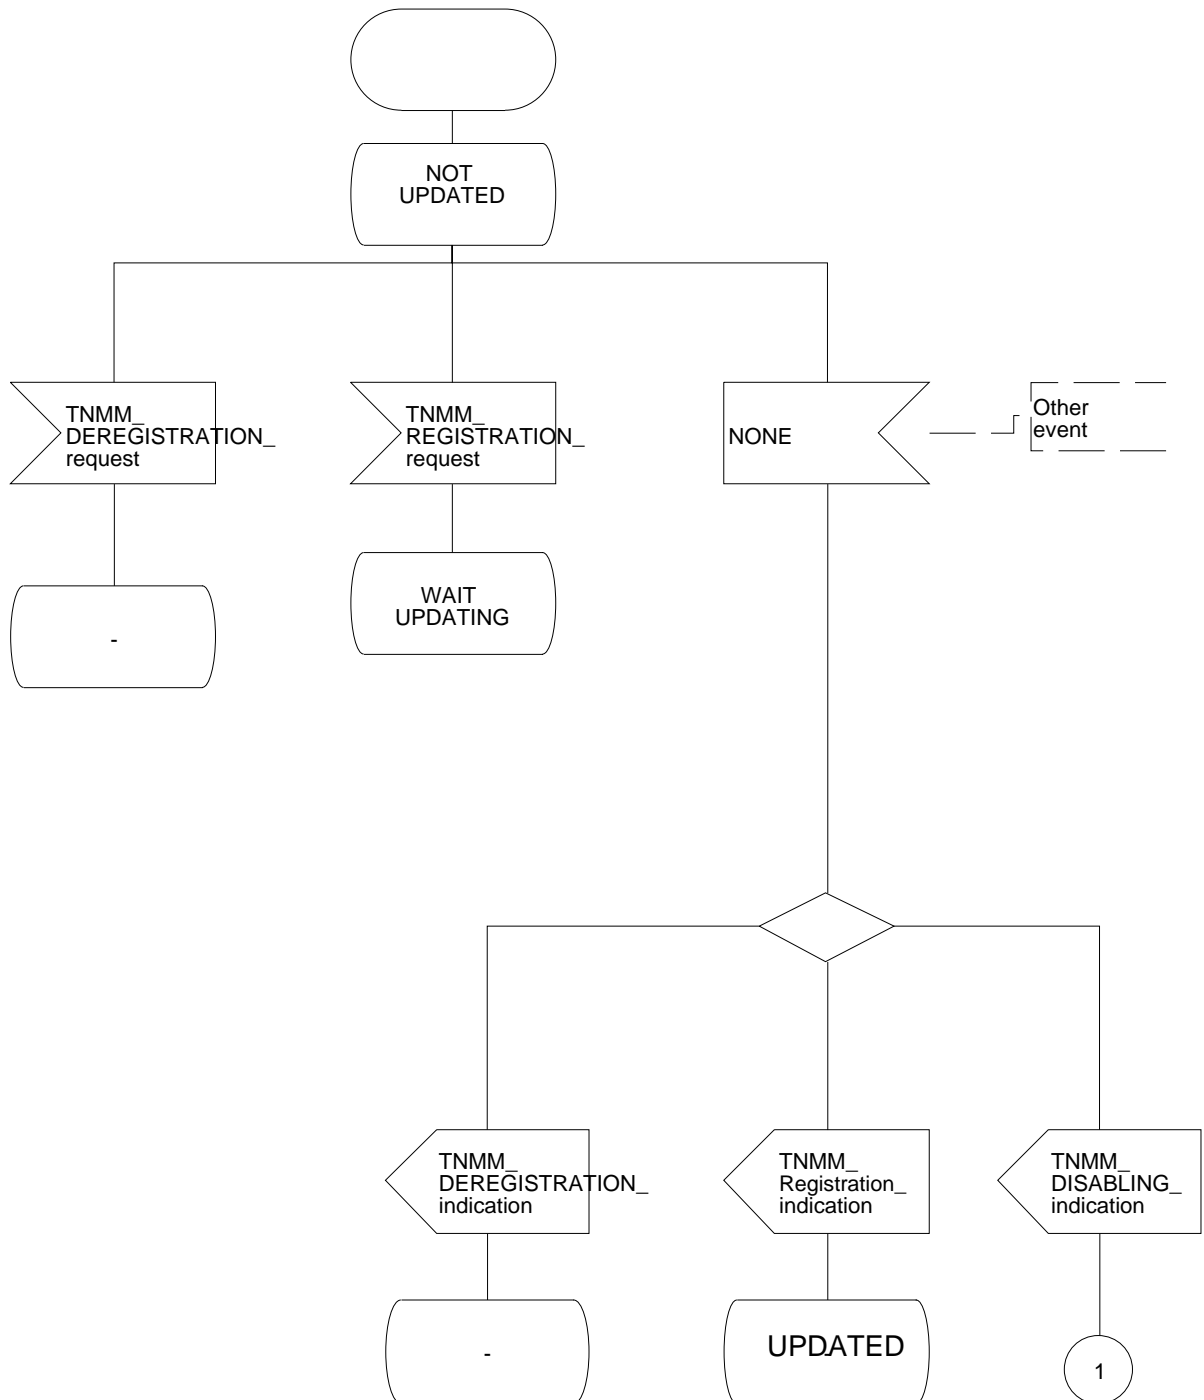 NOT
UPDATED
TNMM_
DEREGISTRATION_
request
TNMM_
REGISTRATION_
request
NONE
Other
event
-
WAIT
UPDATING
TNMM_
DEREGISTRATION_
indication
TNMM_
Registration_
indication
TNMM_
DISABLING_
indication
-
UPDATED
1